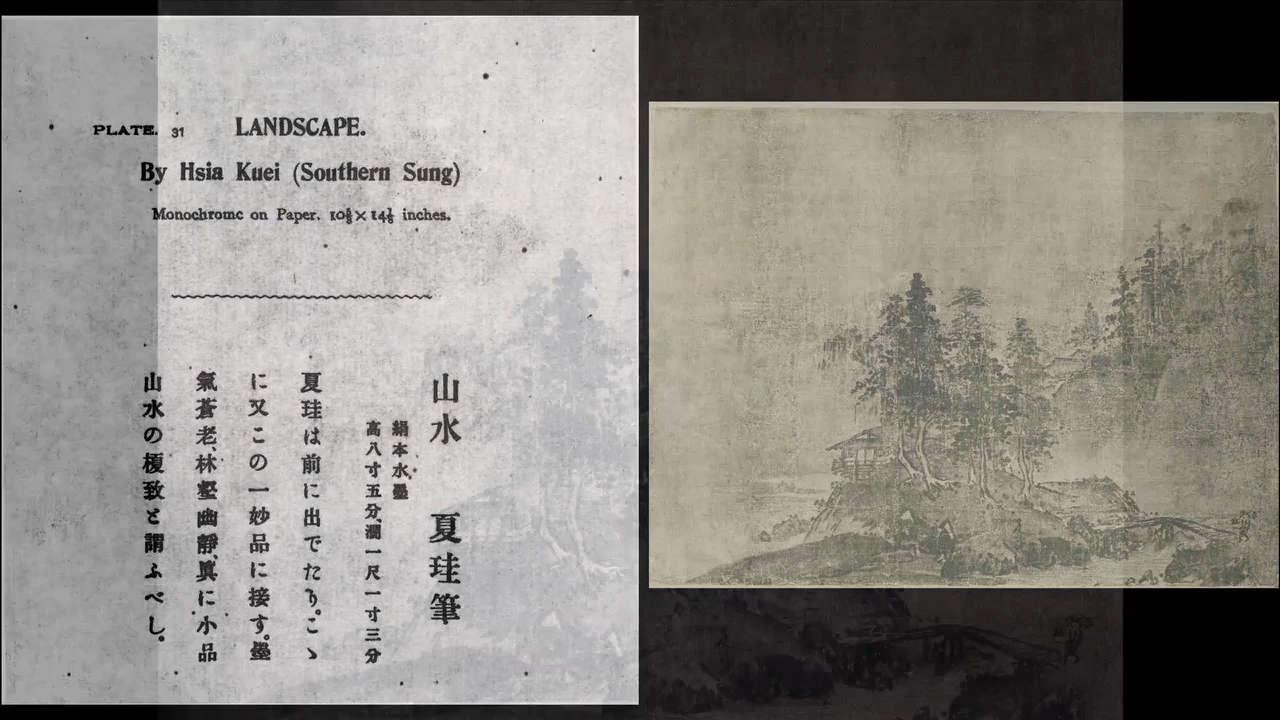 PLATE. 31 LANDSCAPE.
By Hsia Kuei (Southern Sung)
Monochrome on Paper. 10⅝ × 14⅛ inches.
山水 夏珪筆
絹本水墨
高八寸五分、濶一尺一寸三分
夏珪は前に出でたり。こゝ
に又この一妙品に接す。墨
氣蒼老、林壑幽靜、眞に小品
山水の極致と謂ふべし。